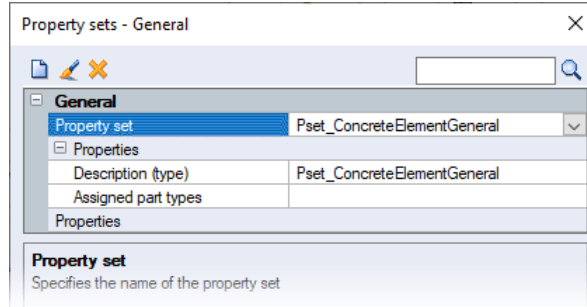 Property sets - General
General
Property set Pset_ConcreteElementGeneral
Properties
Description (type) Pset_ConcreteElementGeneral
Assigned part types
Properties
Property set
Specifies the name of the property set